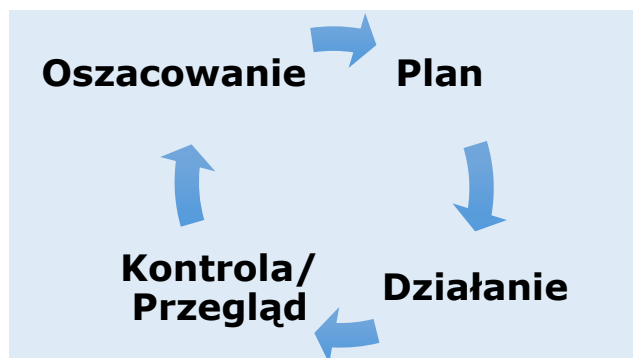 Oszacowanie
Plan
Działanie
Kontrola/
Przegląd